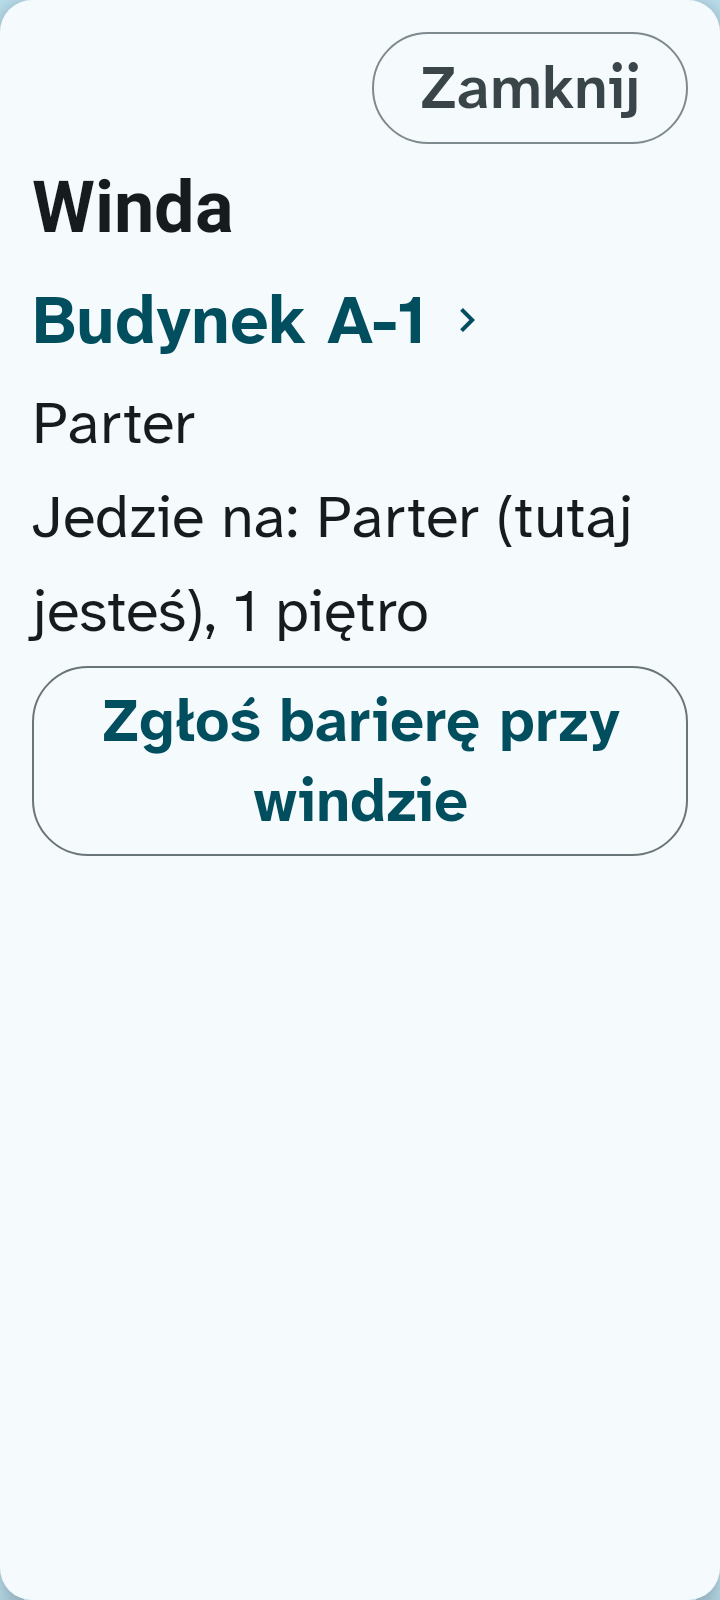 Zamknij
Winda
Budynek A-1
Parter
Jedzie na: Parter (tutaj
jesteś), 1 piętro
Zgłoś barierę przy
windzie